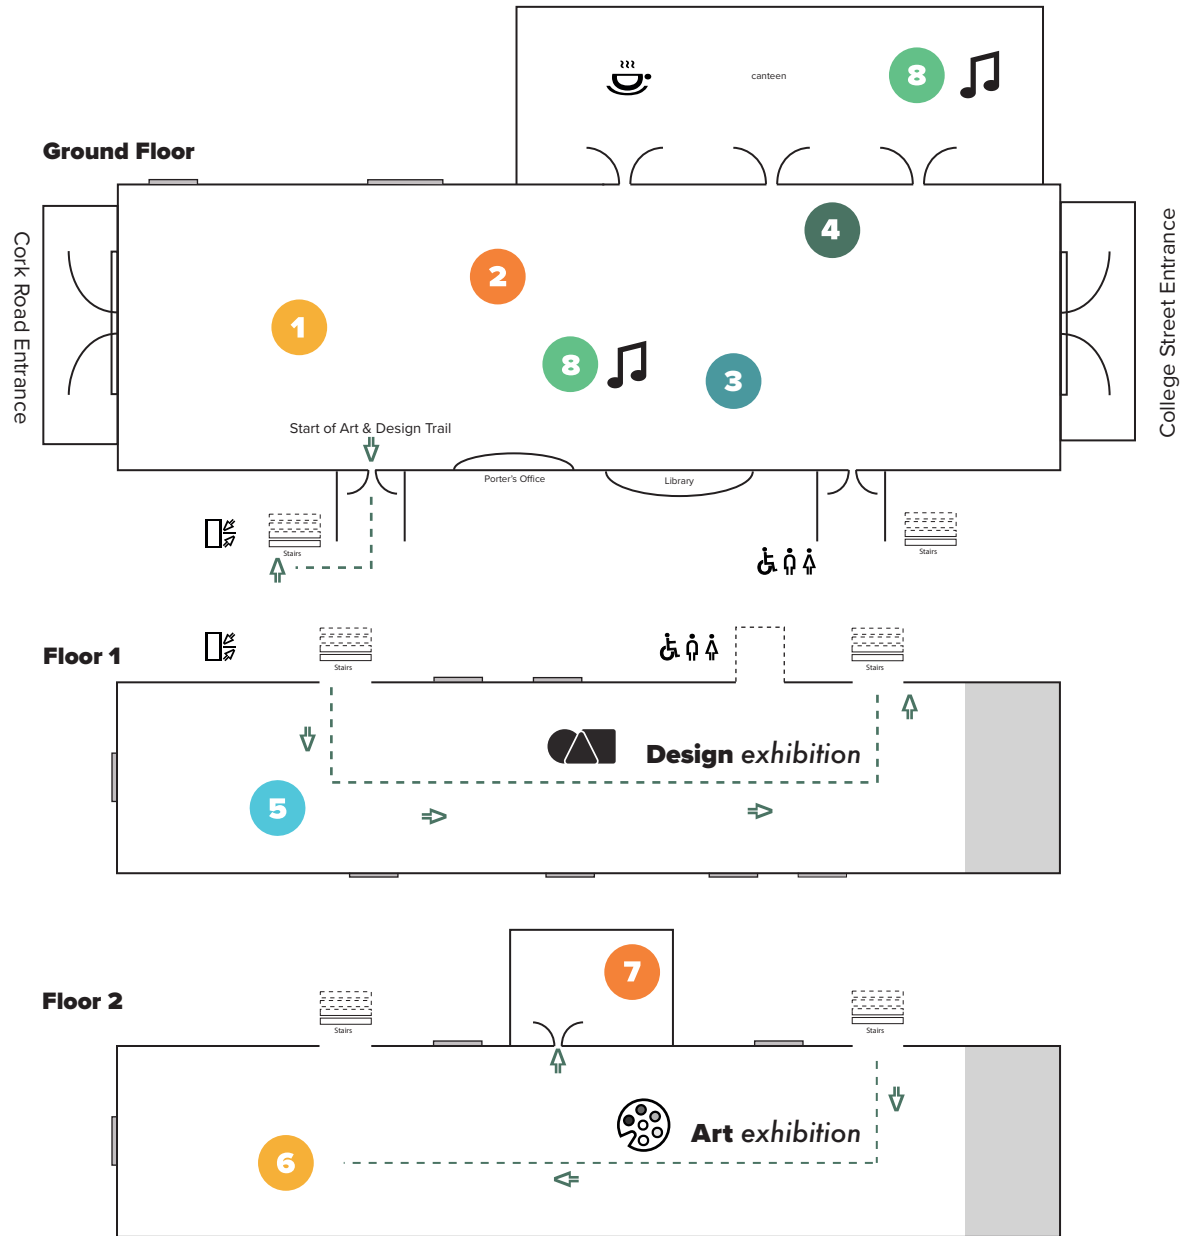 canteen
8
Ground Floor
4
Cork Road Entrance
College Street Entrance
2
1
8
3
Start of Art & Design Trail
Porter's Office
Library
Stairs
Stairs
Floor 1
Stairs
Stairs
Design exhibition
5
7
Floor 2
Stairs
Stairs
Art exhibition
6